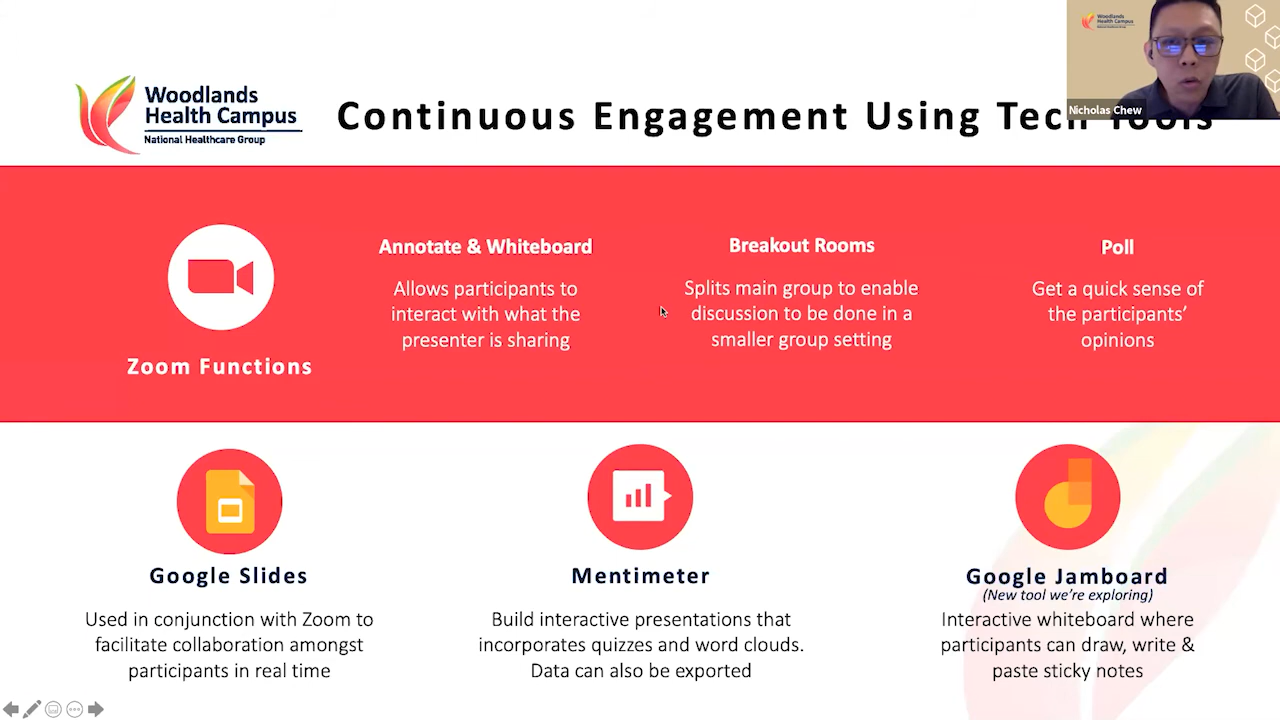 Woodlands
Health Campus
National Healthcare Group
Continuous Engagement Using Tech Tools
Woodlands
Health Campus
Nicholas Chew
Zoom Functions
Annotate & Whiteboard
Allows participants to
interact with what the
presenter is sharing
Breakout Rooms
Splits main group to enable
discussion to be done in a
smaller group setting
Poll
Get a quick sense of
the participants'
opinions
Google Slides
Used in conjunction with Zoom to
facilitate collaboration amongst
participants in real time
Mentimeter
Build interactive presentations that
incorporates quizzes and word clouds.
Data can also be exported
Google Jamboard
(New tool we're exploring)
Interactive whiteboard where
participants can draw, write &
paste sticky notes